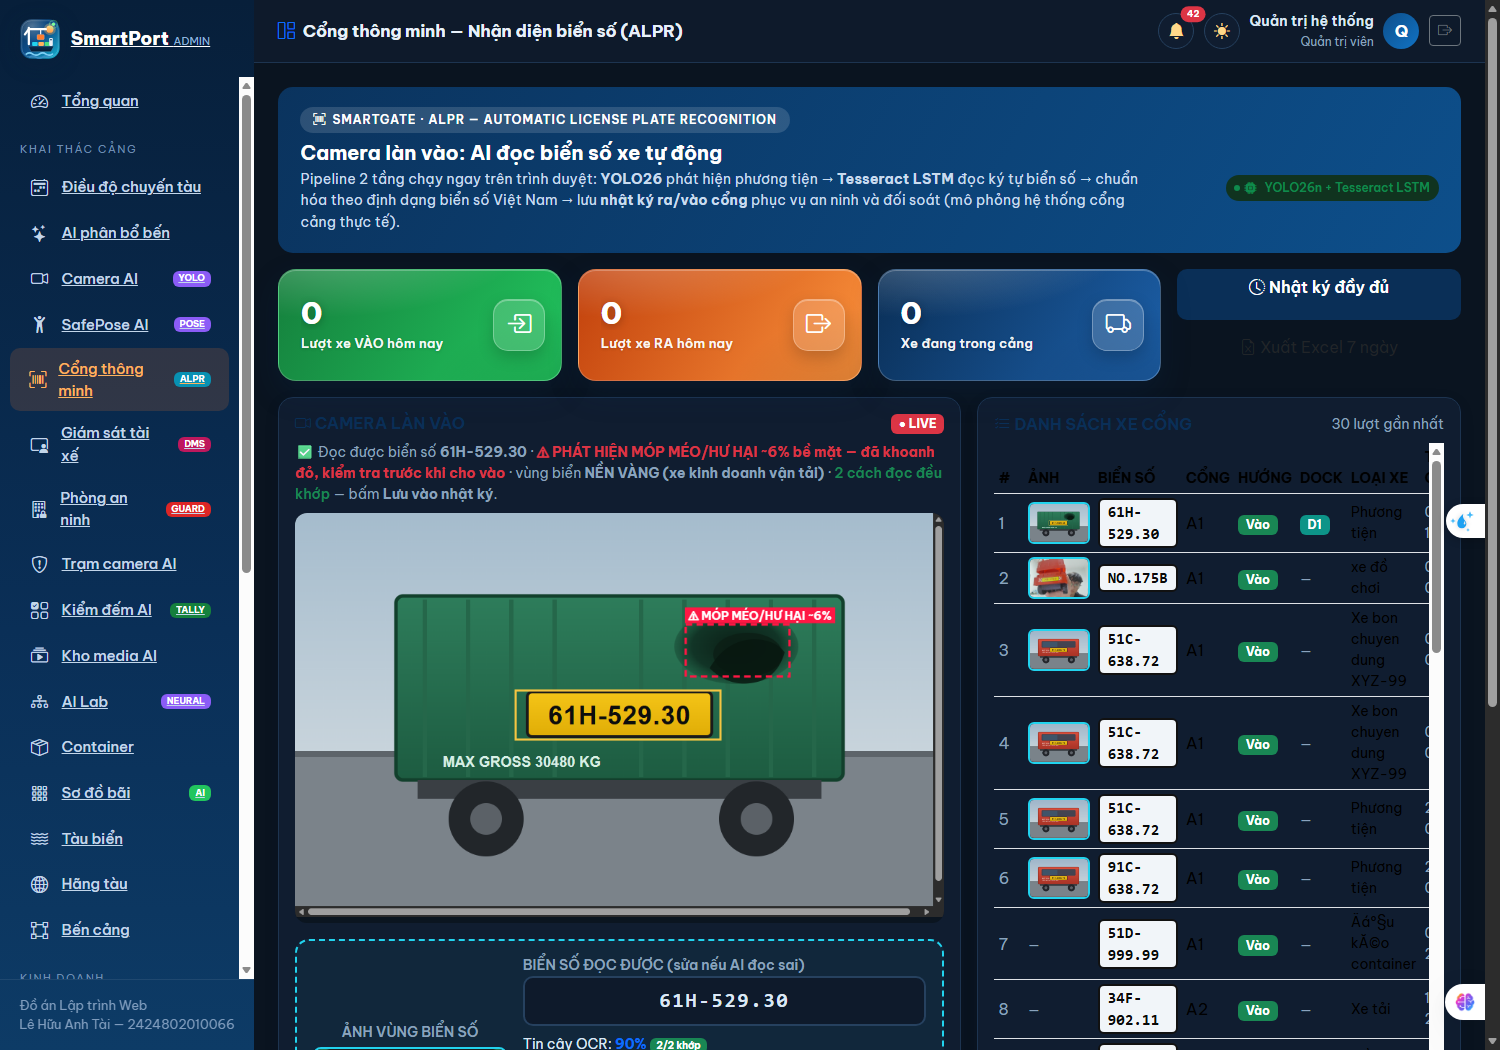 SmartPort ADMIN
Tổng quan
KHAI THÁC CẢNG
Điều độ chuyến tàu
AI phân bổ bến
Camera AI YOLO
SafePose AI POSE
Cổng thông
minh
ALPR
Giám sát tài
xế
DMS
Phòng an
ninh
GUARD
Trạm camera AI
Kiểm đếm AI TALLY
Kho media AI
AI Lab NEURAL
Container
Sơ đồ bãi AI
Tàu biển
Hãng tàu
Bến cảng
KINH DOANH
Đồ án Lập trình Web
Lê Hữu Anh Tài — 2424802010066
Cổng thông minh — Nhận diện biển số (ALPR)
42
Quản trị hệ thống
Quản trị viên
Q
SMARTGATE · ALPR — AUTOMATIC LICENSE PLATE RECOGNITION
Camera làn vào: AI đọc biển số xe tự động
Pipeline 2 tầng chạy ngay trên trình duyệt: YOLO26 phát hiện phương tiện → Tesseract LSTM đọc ký tự biển số → chuẩn
hóa theo định dạng biển số Việt Nam → lưu nhật ký ra/vào cổng phục vụ an ninh và đối soát (mô phỏng hệ thống cổng
cảng thực tế).
YOLO26n + Tesseract LSTM
0
Lượt xe VÀO hôm nay
0
Lượt xe RA hôm nay
0
Xe đang trong cảng
Nhật ký đầy đủ
Xuất Excel 7 ngày
CAMERA LÀN VÀO
● LIVE
✅ Đọc được biển số 61H-529.30 · ⚠ PHÁT HIỆN MÓP MÉO/HƯ HẠI ~6% bề mặt — đã khoanh
đỏ, kiểm tra trước khi cho vào · vùng biển NỀN VÀNG (xe kinh doanh vận tải) · 2 cách đọc đều
khớp — bấm Lưu vào nhật ký.
⚠ MÓP MÉO/HƯ HẠI ~6%
61H-529.30
MAX GROSS 30480 KG
ẢNH VÙNG BIỂN SỐ
BIỂN SỐ ĐỌC ĐƯỢC (sửa nếu AI đọc sai)
61H-529.30
Tin cậy OCR: 90% 2/2 khớp
DANH SÁCH XE CỔNG
30 lượt gần nhất
# ẢNH BIỂN SỐ CỔNG HƯỚNG DOCK LOẠI XE
1 61H-
529.30 A1 Vào D1 Phương
tiện
2 NO.175B A1 Vào — xe đồ
chơi
3 51C-
638.72 A1 Vào — Xe bon
chuyen
dung
XYZ-99
4 51C-
638.72 A1 Vào — Xe bon
chuyen
dung
XYZ-99
5 51C-
638.72 A1 Vào — Phương
tiện
6 91C-
638.72 A1 Vào — Phương
tiện
7 — 51D-
999.99 A1 Vào — Äáº§u
kÃ©o
container
8 — 34F-
902.11 A2 Vào — Xe tải